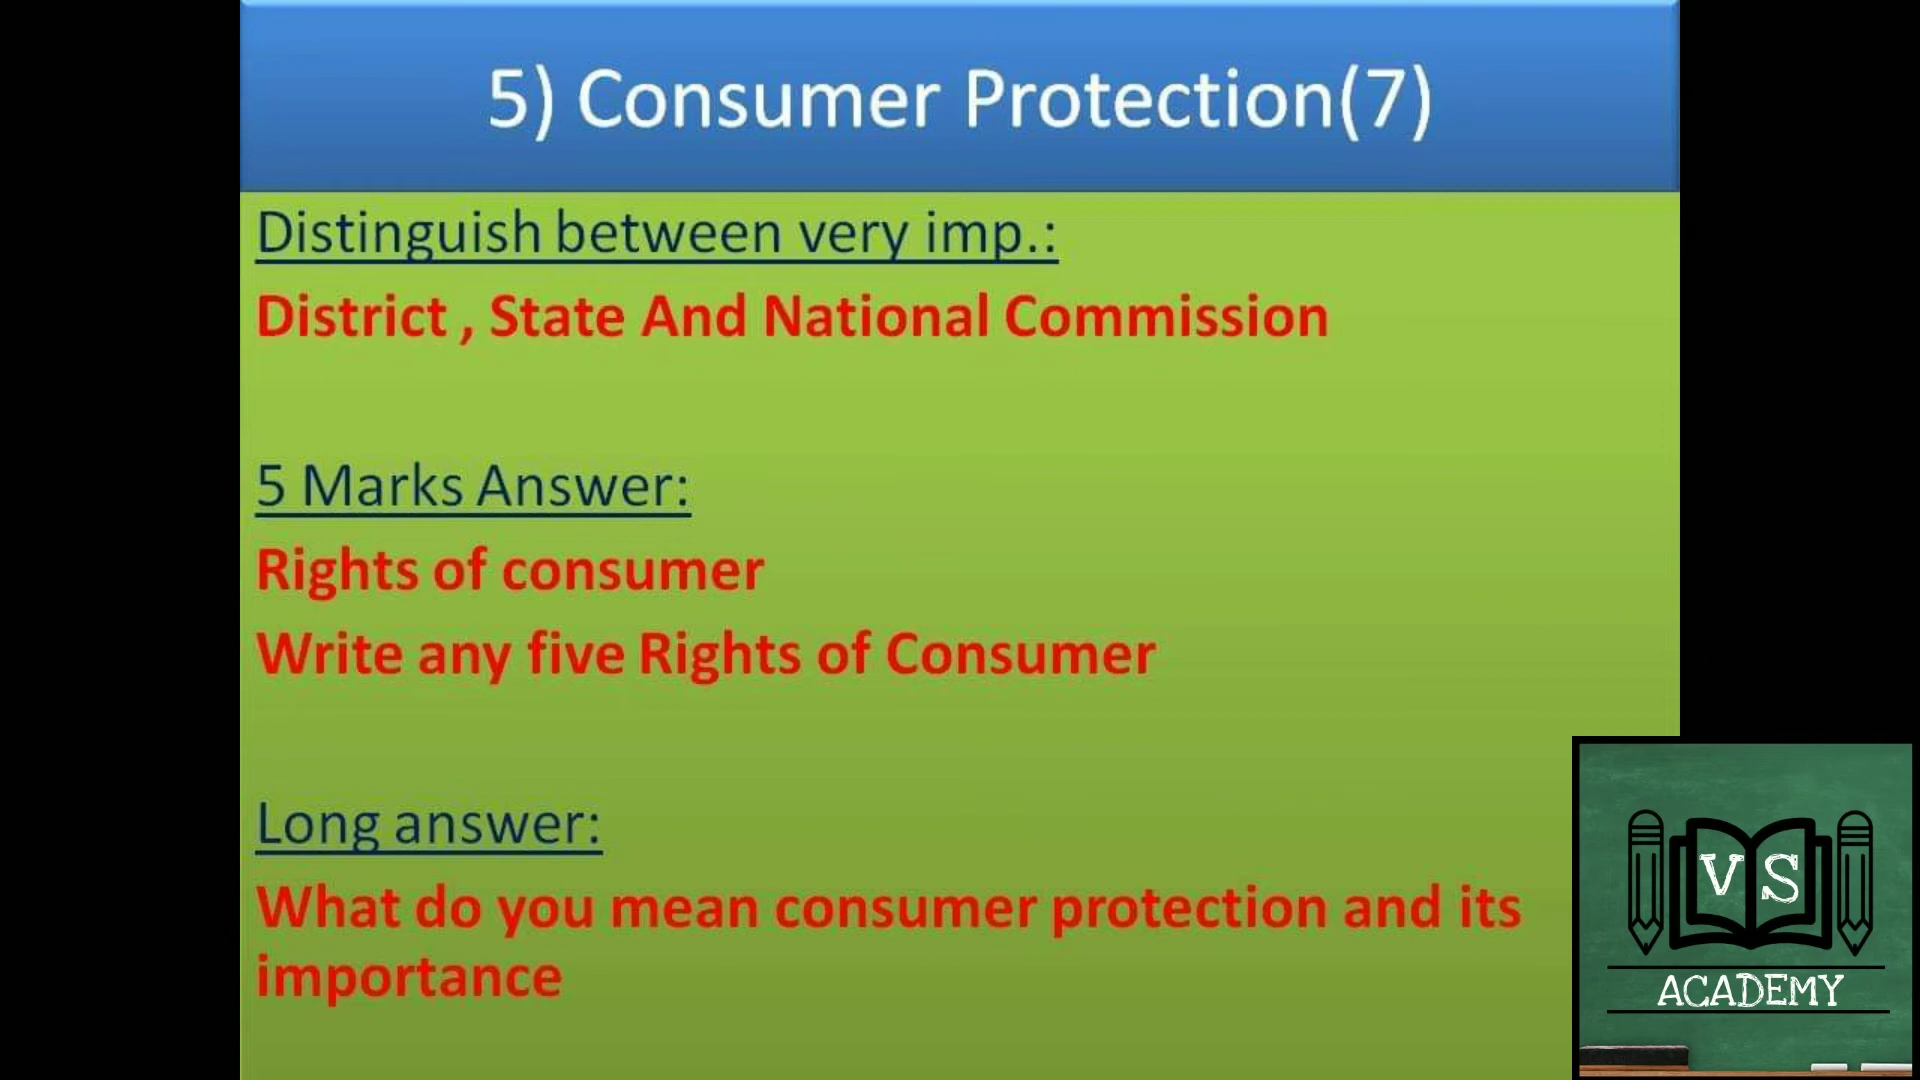 5) Consumer Protection(7)
Distinguish between very imp.:
District , State And National Commission
5 Marks Answer:
Rights of consumer
Write any five Rights of Consumer
Long answer:
What do you mean consumer protection and its
importance
VS
ACADEMY